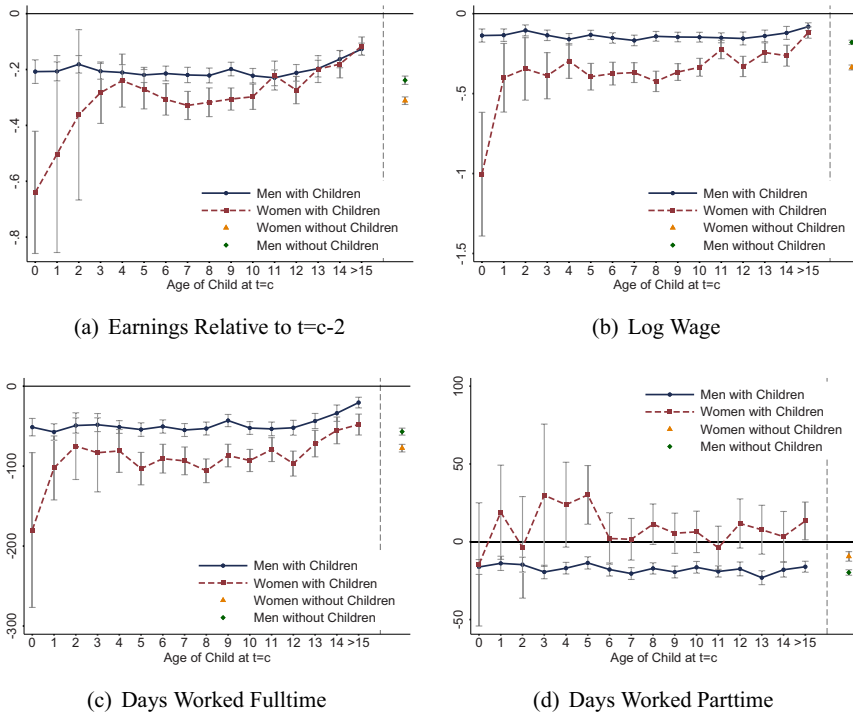 0
-.2
-.4
-.6
-.8
Men with Children
Women with Children
Women without Children
Men without Children
0 1 2 3 4 5 6 7 8 9 10 11 12 13 14 >15
Age of Child at t=c
(a) Earnings Relative to t=c-2
0
-.5
-1
-1.5
Men with Children
Women with Children
Women without Children
Men without Children
0 1 2 3 4 5 6 7 8 9 10 11 12 13 14 >15
Age of Child at t=c
(b) Log Wage
0
-100
-200
-300
Men with Children
Women with Children
Women without Children
Men without Children
0 1 2 3 4 5 6 7 8 9 10 11 12 13 14 >15
Age of Child at t=c
(c) Days Worked Fulltime
100
50
0
-50
Men with Children
Women with Children
Women without Children
Men without Children
0 1 2 3 4 5 6 7 8 9 10 11 12 13 14 >15
Age of Child at t=c
(d) Days Worked Parttime